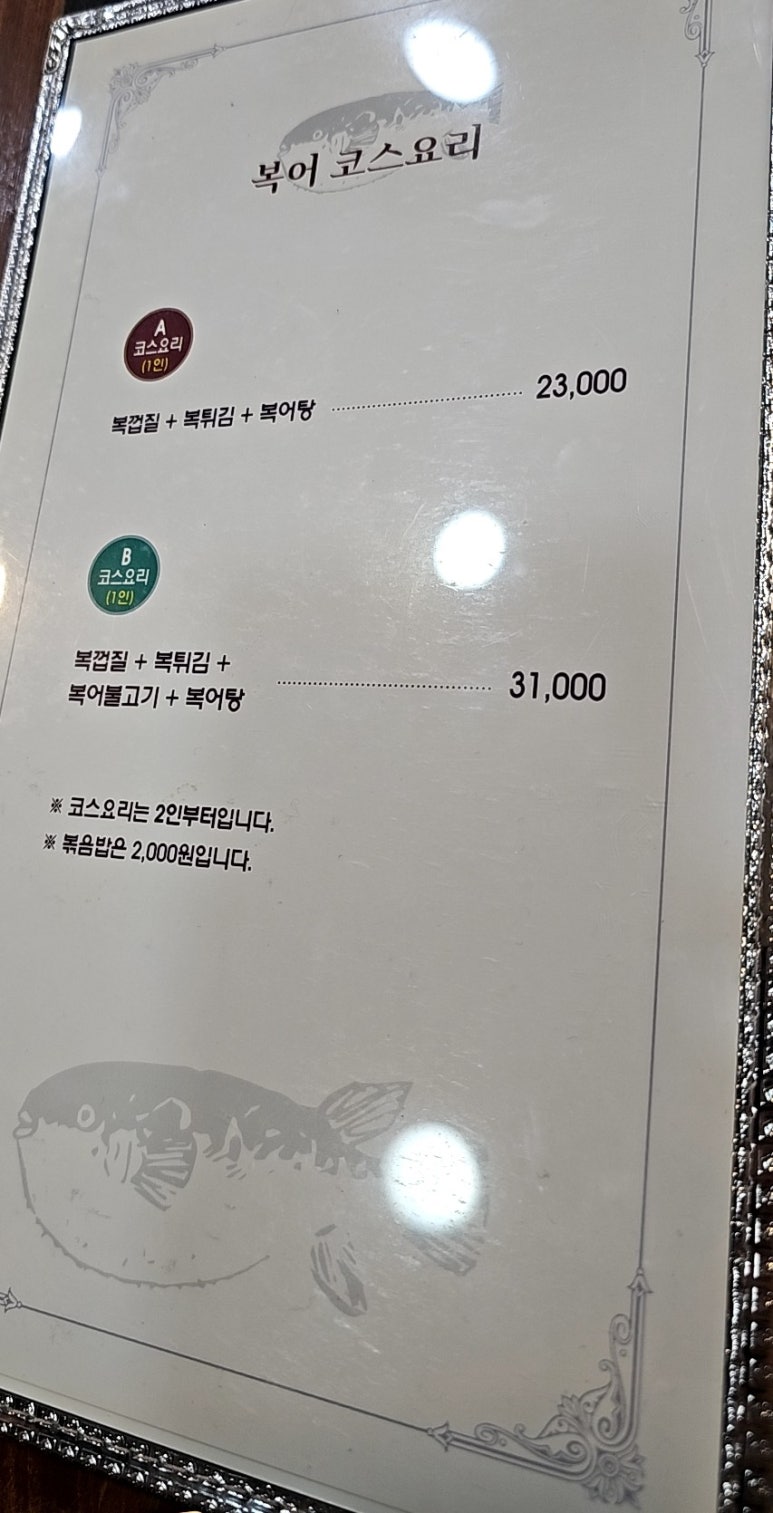 복어 코스요리
A
코스요리
(1인)
복껍질 + 복튀김 + 복어탕 23,000
B
코스요리
(1인)
복껍질 + 복튀김 +
복어불고기 + 복어탕 31,000
※ 코스요리는 2인부터입니다.
※ 볶음밥은 2,000원입니다.